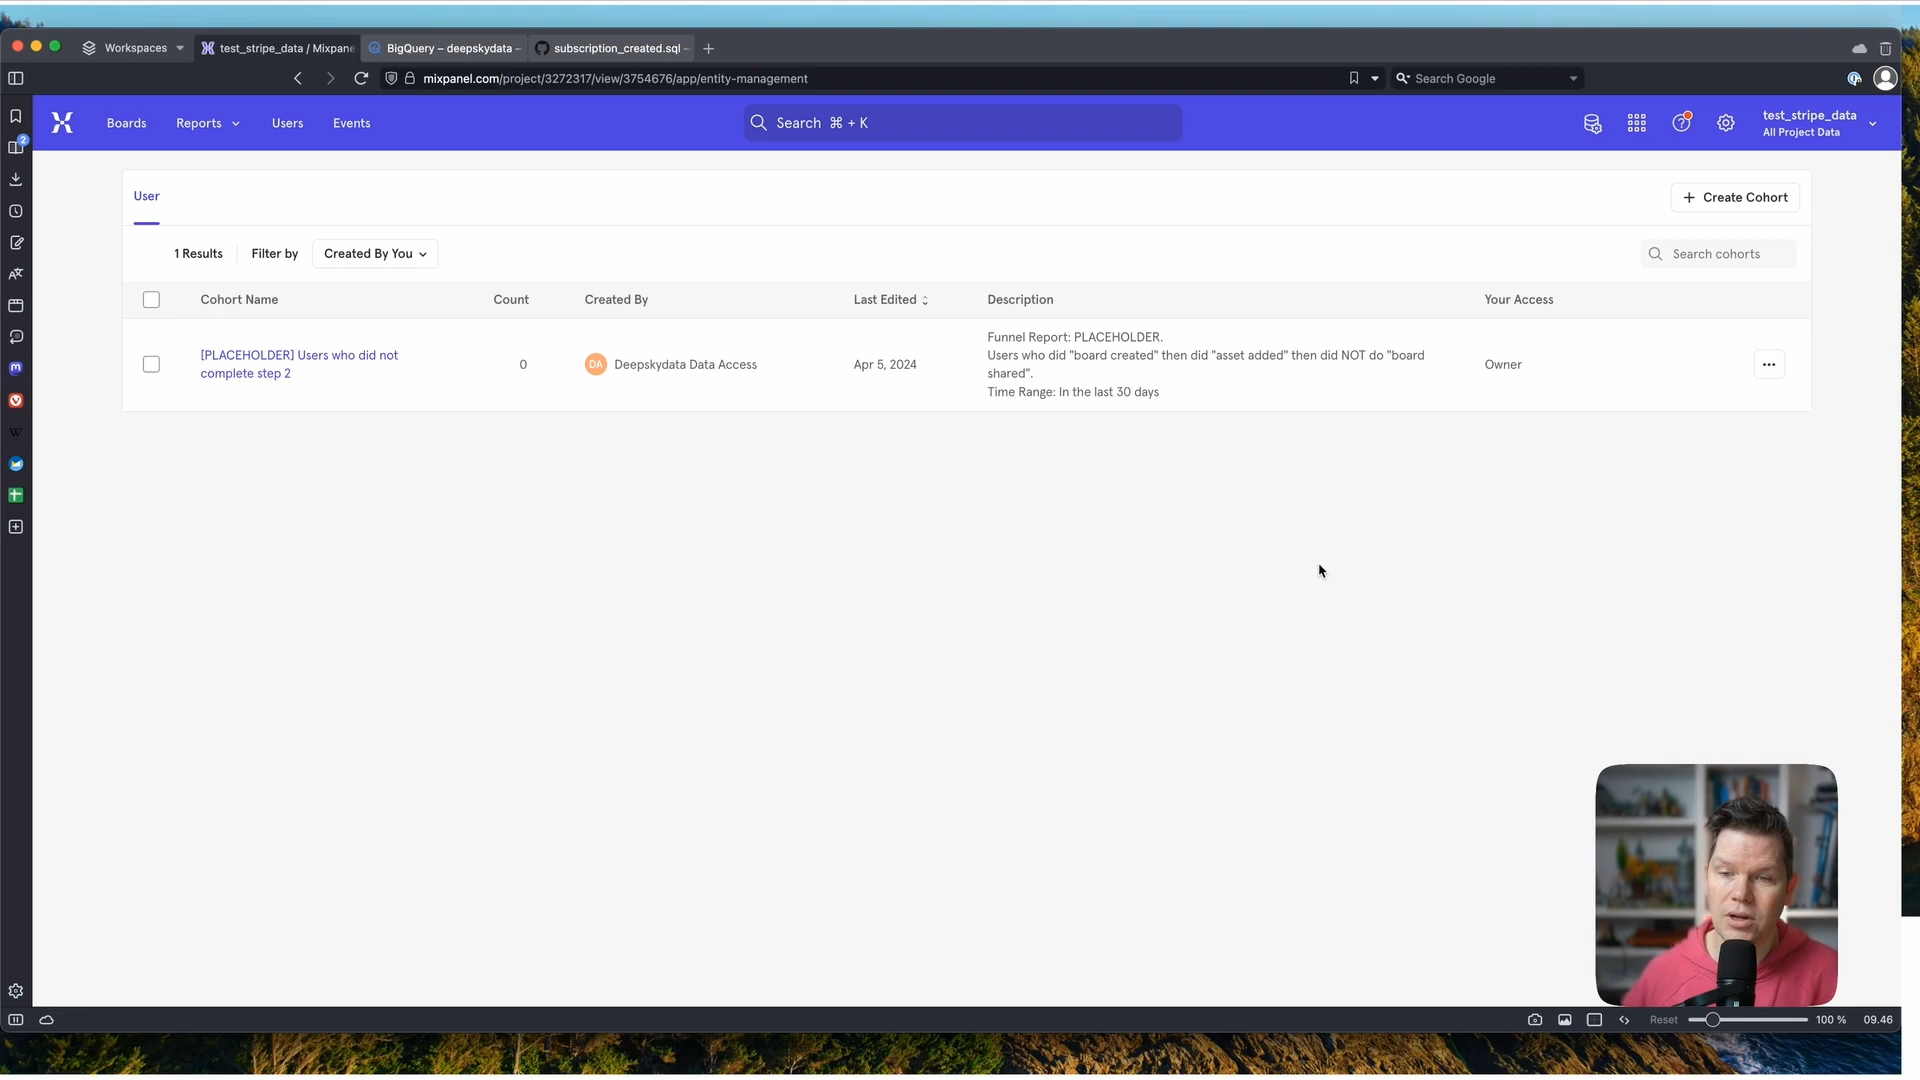 Workspaces
test_stripe_data / Mixpane
BigQuery – deepskydata -
subscription_created.sql -
mixpanel.com/project/3272317/view/3754676/app/entity-management
Search Google
2
Boards
Reports
Users
Events
Search ⌘ + K
test_stripe_data
All Project Data
User
+ Create Cohort
1 Results
Filter by
Created By You
Search cohorts
Cohort Name
Count
Created By
Last Edited
Description
Your Access
[PLACEHOLDER] Users who did not
complete step 2
0
DA
Deepskydata Data Access
Apr 5, 2024
Funnel Report: PLACEHOLDER.
Users who did "board created" then did "asset added" then did NOT do "board
shared".
Time Range: In the last 30 days
Owner
Reset
100 %
09.46